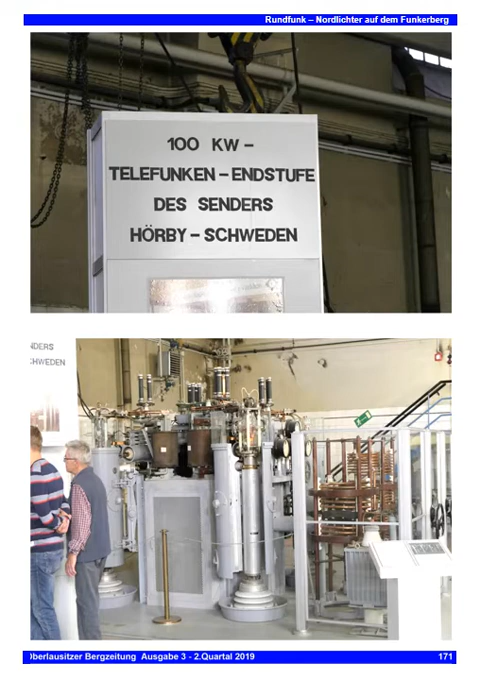 Rundfunk – Nordlichter auf dem Funkerberg
100 KW –
TELEFUNKEN – ENDSTUFE
DES SENDERS
HÖRBY – SCHWEDEN
NDERS
CHWEDEN
Oberlausitzer Bergzeitung Ausgabe 3 - 2.Quartal 2019 171